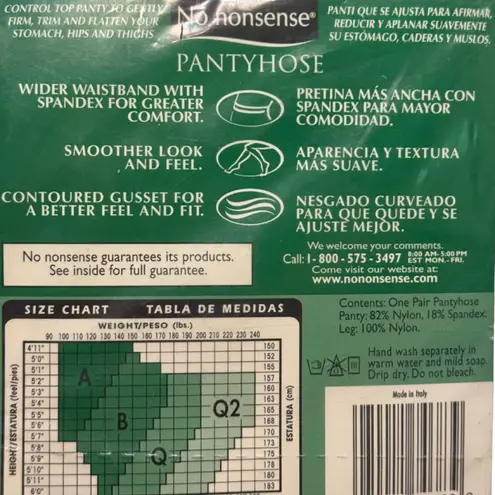 CONTROL TOP PANTY TO GENTLY
FIRM, TRIM AND FLATTEN YOUR
STOMACH, HIPS AND THIGHS
No nonsense®
PANTI QUE SE AJUSTA PARA AFIRMAR,
REDUCIR Y APLANAR SUAVEMENTE
SU ESTÓMAGO, CADERAS Y MUSLOS.
PANTYHOSE
WIDER WAISTBAND WITH
SPANDEX FOR GREATER
COMFORT.
PRETINA MÁS ANCHA CON
SPANDEX PARA MAYOR
COMODIDAD.
SMOOTHER LOOK
AND FEEL.
APARIENCIA Y TEXTURA
MÁS SUAVE.
CONTOURED GUSSET FOR
A BETTER FEEL AND FIT.
NESGADO CURVEADO
PARA QUE QUEDE Y SE
AJUSTE MEJOR.
No nonsense guarantees its products.
See inside for full guarantee.
We welcome your comments.
Call: 1-800-575-3497 8:00 AM-5:00 PM EST MON.-FRI.
Come visit our website at:
www.nononsense.com
SIZE CHART TABLA DE MEDIDAS
WEIGHT/PESO (lbs.)
90 100 110 120 130 140 150 160 170 180 190 200 210 220 230 240
HEIGHT/ESTATURA (feet/pies)
4'11" 150
5'0" 152
5'1" 155
5'2" 157
5'3" 160
5'4" 163
5'5" 165
5'6" 168
5'7" 170
5'8" 173
5'9" 175
5'10" 178
5'11" 180
6'0" 183
ESTATURA (cm)
A
B
Q
Q2
Contents: One Pair Pantyhose
Panty: 82% Nylon, 18% Spandex.
Leg: 100% Nylon.
Hand wash separately in
warm water and mild soap.
Drip dry. Do not bleach.
Made in Italy